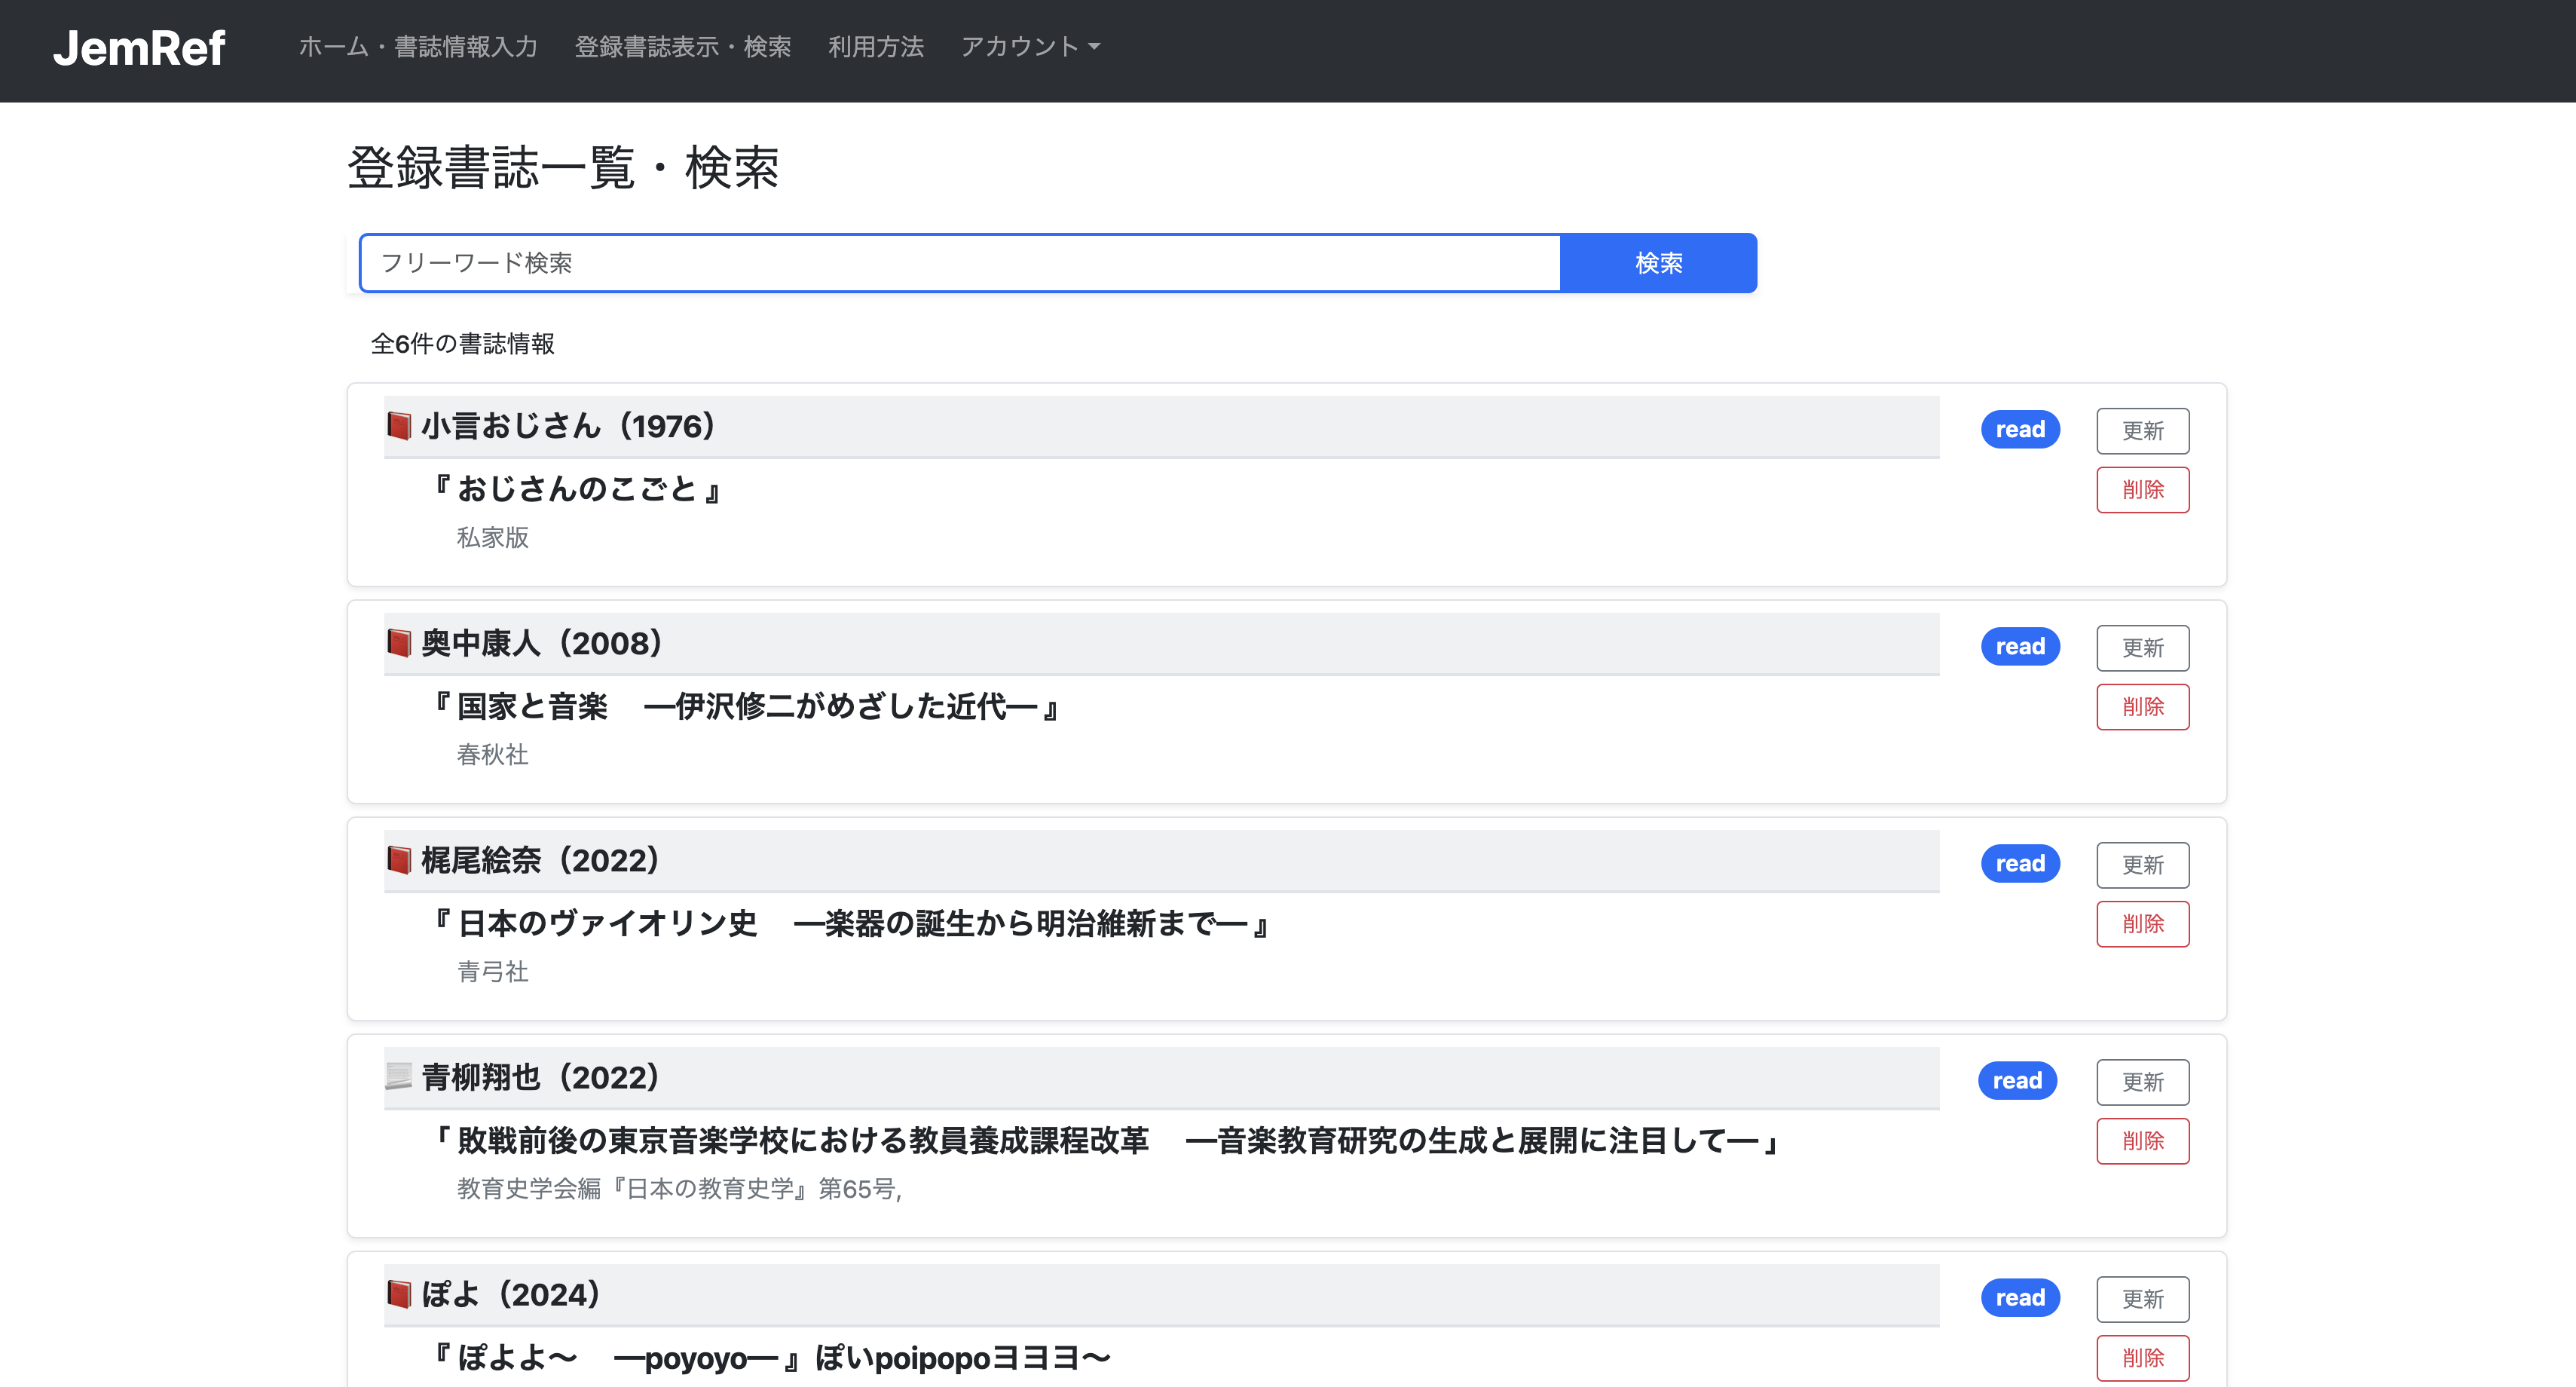 JemRef ホーム・書誌情報入力 登録書誌表示・検索 利用方法 アカウント
登録書誌一覧・検索
フリーワード検索 検索
全6件の書誌情報
小言おじさん（1976） read 更新
『 おじさんのこごと 』 削除
私家版
奥中康人（2008） read 更新
『 国家と音楽　—伊沢修二がめざした近代— 』 削除
春秋社
梶尾絵奈（2022） read 更新
『 日本のヴァイオリン史　—楽器の誕生から明治維新まで— 』 削除
青弓社
青柳翔也（2022） read 更新
「 敗戦前後の東京音楽学校における教員養成課程改革　—音楽教育研究の生成と展開に注目して— 」 削除
教育史学会編『日本の教育史学』第65号,
ぽよ（2024） read 更新
『 ぽよよ〜　—poyoyo— 』ぽいpoipopoヨヨヨ〜 削除